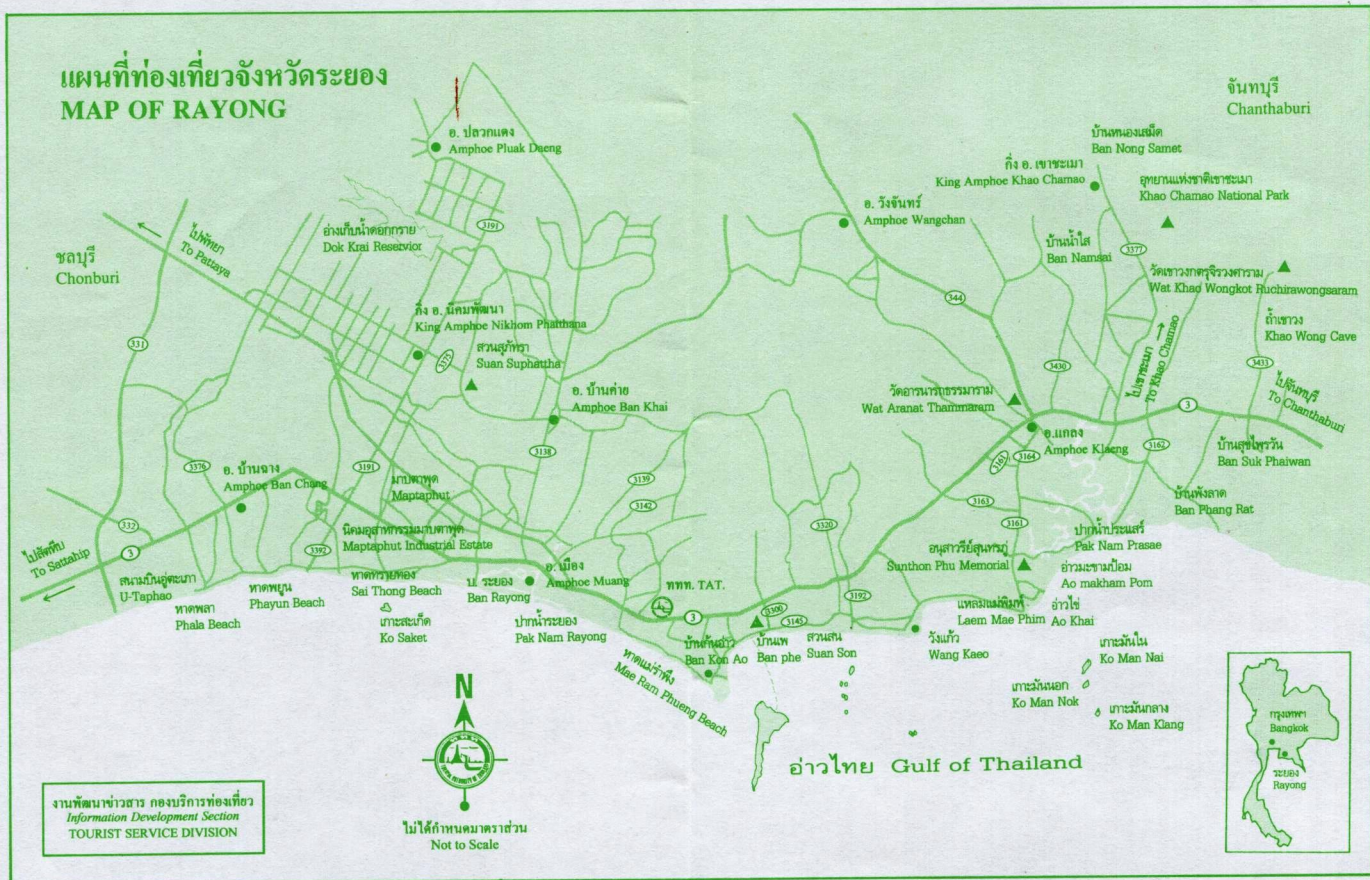 แผนที่ท่องเที่ยวจังหวัดระยอง
MAP OF RAYONG
จันทบุรี
Chanthaburi
อ. ปลวกแดง
Amphoe Pluak Daeng
บ้านหนองเสม็ด
Ban Nong Samet
กิ่ง อ. เขาชะเมา
King Amphoe Khao Chamao
อุทยานแห่งชาติเขาชะเมา
Khao Chamao National Park
อ. วังจันทร์
Amphoe Wangchan
3191
อ่างเก็บน้ำดอกกราย
Dok Krai Reservior
ไปพัทยา
To Pattaya
ชลบุรี
Chonburi
บ้านน้ำใส
Ban Namsai
3377
วัดเขาวงกตรุจิรวงศาราม
Wat Khao Wongkot Ruchirawongsaram
344
กิ่ง อ. นิคมพัฒนา
King Amphoe Nikhom Phatthana
ถ้ำเขาวง
Khao Wong Cave
331
3375
สวนสุภัทรา
Suan Suphattha
3430
ไปเขาชะเมา
To Khao Chamao
3433
ไปจันทบุรี
To Chanthaburi
วัดอารนารถธรรมาราม
Wat Aranat Thammaram
อ. บ้านค่าย
Amphoe Ban Khai
3
อ.แกลง
Amphoe Klaeng
บ้านสุขไพรวัน
Ban Suk Phaiwan
3138
3161
3164
3162
3376
อ. บ้านฉาง
Amphoe Ban Chang
3191
มาบตาพุด
Maptaphut
3139
3142
3163
3161
บ้านพังลาด
Ban Phang Rat
332
3
ไปสัตหีบ
To Sattahip
นิคมอุสาหกรรมมาบตาพุด
Maptaphut Industrial Estate
3392
3320
ปากน้ำประแสร์
Pak Nam Prasae
อนุสาวรีย์สุนทรภู่
Sunthon Phu Memorial
อ่าวมะขามป้อม
Ao makham Pom
สนามบินอู่ตะเภา
U-Taphao
หาดพลา
Phala Beach
หาดพยูน
Phayun Beach
หาดทรายทอง
Sai Thong Beach
เกาะสะเก็ด
Ko Saket
บ. ระยอง
Ban Rayong
อ. เมือง
Amphoe Muang
ปากน้ำระยอง
Pak Nam Rayong
ททท. TAT.
3
3300
3145
3192
แหลมแม่พิมพ์
Laem Mae Phim
อ่าวไข่
Ao Khai
บ้านก้นอ่าว
Ban Kon Ao
บ้านเพ
Ban phe
สวนสน
Suan Son
วังแก้ว
Wang Kaeo
หาดแม่รำพึง
Mae Ram Phueng Beach
เกาะมันใน
Ko Man Nai
เกาะมันนอก
Ko Man Nok
เกาะมันกลาง
Ko Man Klang
อ่าวไทย Gulf of Thailand
N
กรุงเทพฯ
Bangkok
ระยอง
Rayong
งานพัฒนาข่าวสาร กองบริการท่องเที่ยว
Information Development Section
TOURIST SERVICE DIVISION
ไม่ได้กำหนดมาตราส่วน
Not to Scale